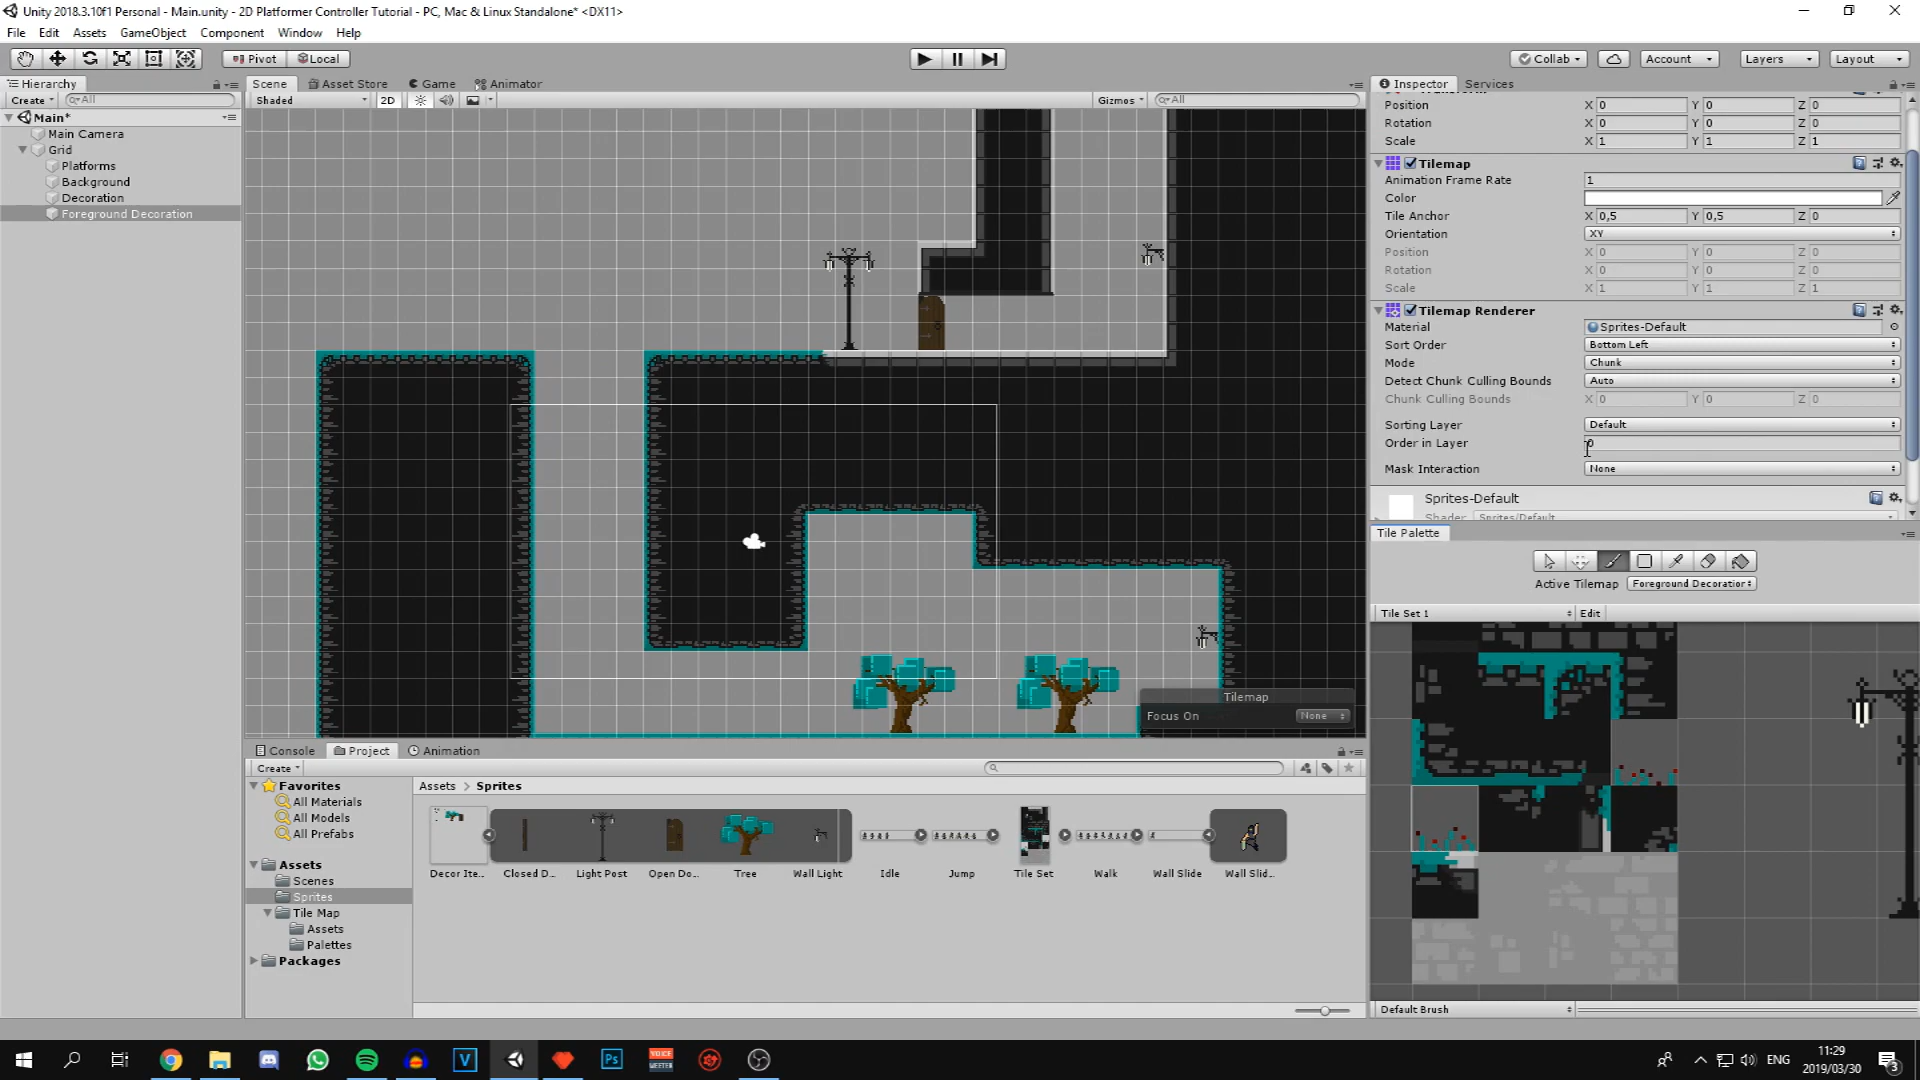 Unity 2018.3.10f1 Personal - Main.unity - 2D Platformer Controller Tutorial - PC, Mac & Linux Standalone* <DX11>
File Edit Assets GameObject Component Window Help
Pivot Local Collab Account Layers Layout
Hierarchy
Create All
Main*
Main Camera
Grid
Platforms
Background
Decoration
Foreground Decoration
Scene Asset Store Game Animator
Shaded 2D Gizmos All
Tilemap
Focus On None
Inspector Services
Position X 0 Y 0 Z 0
Rotation X 0 Y 0 Z 0
Scale X 1 Y 1 Z 1
Tilemap
Animation Frame Rate 1
Color
Tile Anchor X 0,5 Y 0,5 Z 0
Orientation XY
Position X 0 Y 0 Z 0
Rotation X 0 Y 0 Z 0
Scale X 1 Y 1 Z 1
Tilemap Renderer
Material Sprites-Default
Sort Order Bottom Left
Mode Chunk
Detect Chunk Culling Bounds Auto
Chunk Culling Bounds X 0 Y 0 Z 0
Sorting Layer Default
Order in Layer 0
Mask Interaction None
Sprites-Default
Shader Sprites/Default
Tile Palette
Active Tilemap Foreground Decoration
Tile Set 1 Edit
Default Brush
Console Project Animation
Create
Favorites
All Materials
All Models
All Prefabs
Assets
Scenes
Sprites
Tile Map
Assets
Palettes
Packages
Assets > Sprites
Decor Ite... Closed D... Light Post Open Do... Tree Wall Light Idle Jump Tile Set Walk Wall Slide Wall Slid...
V Ps VOICE
ENG 11:29
2019/03/30 3